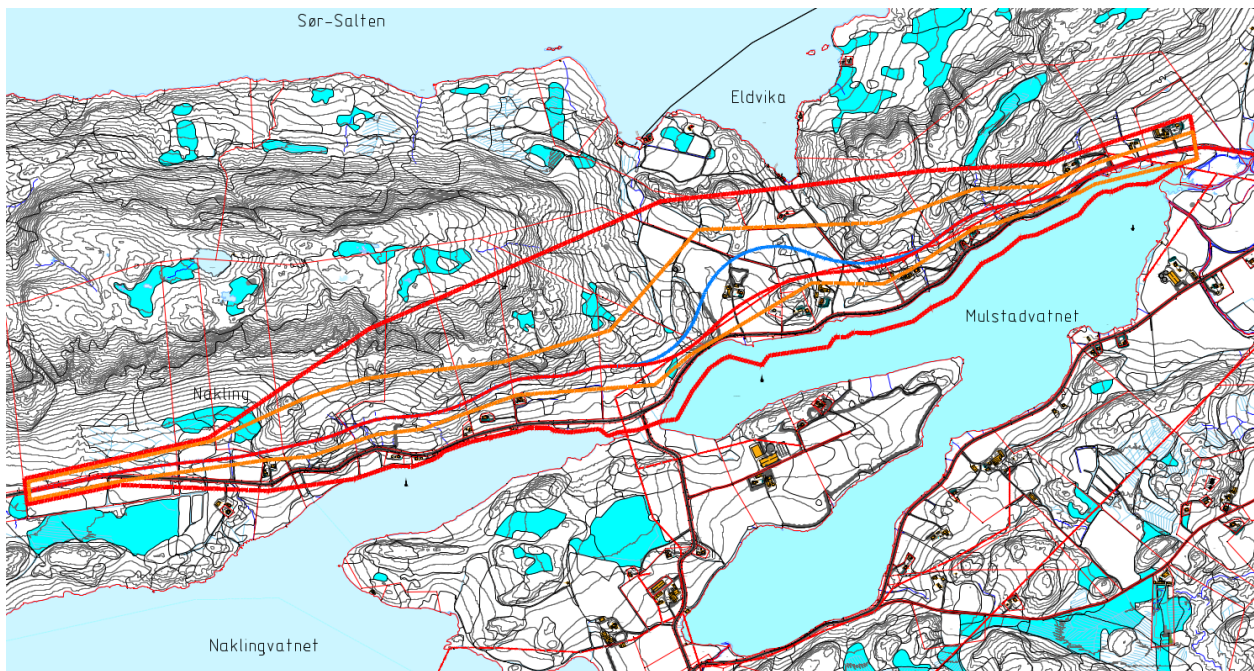 Sør-Salten
Eldvika
Mulstadvatnet
Nakling
Naklingvatnet